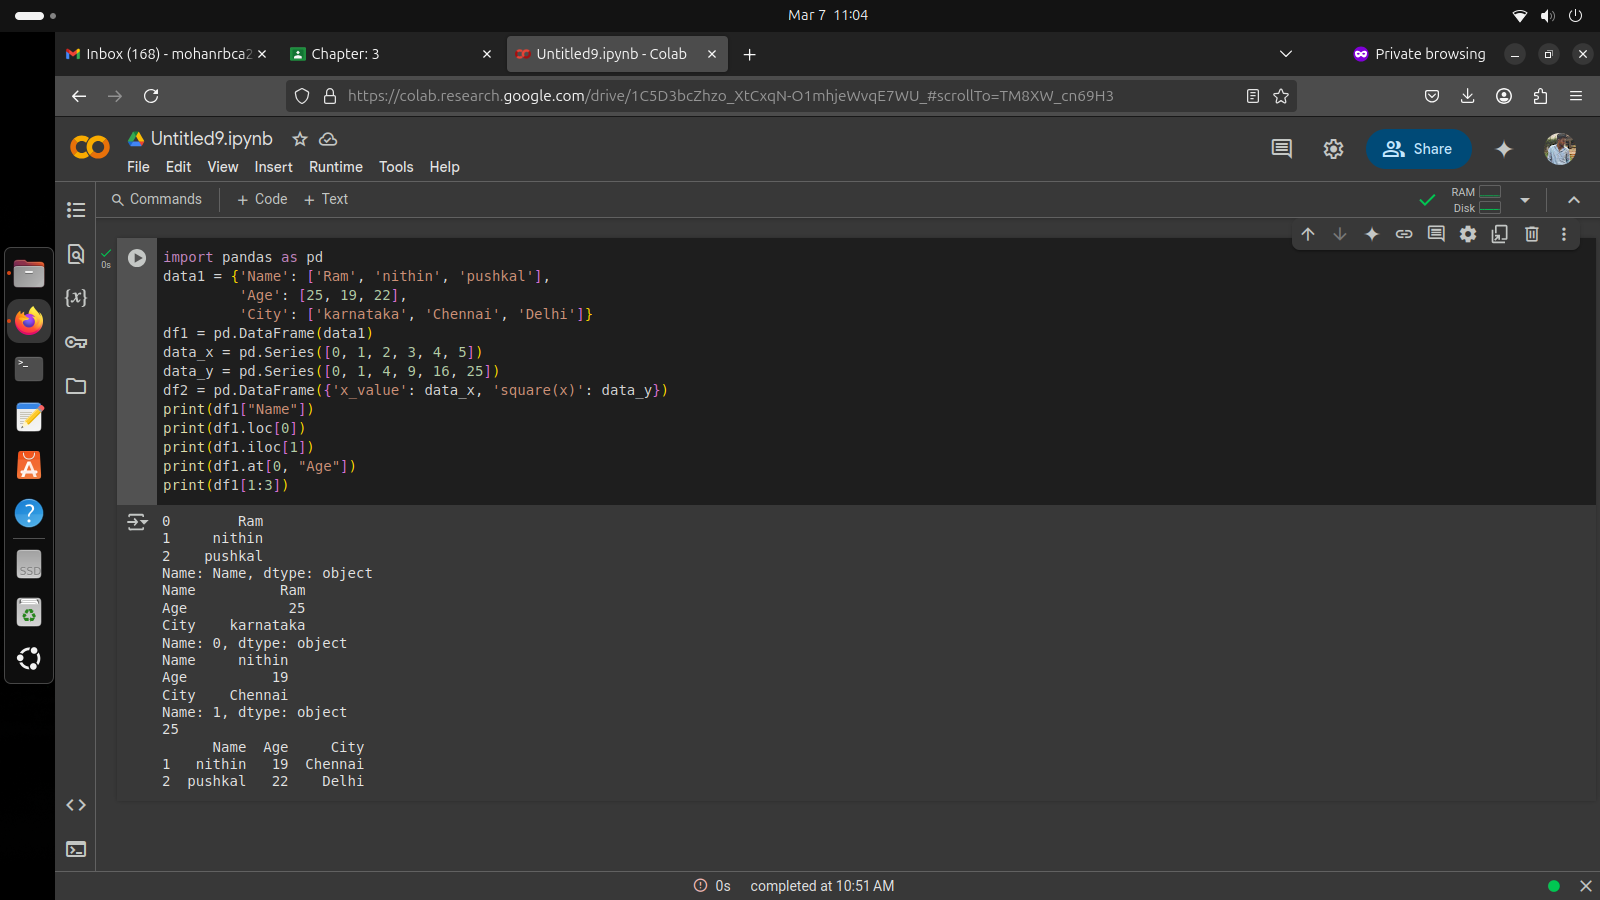 Mar 7 11:04
Inbox (168) - mohanrbca2
Chapter: 3
Untitled9.ipynb - Colab
Private browsing
https://colab.research.google.com/drive/1C5D3bcZhzo_XtCxqN-O1mhjeWvqE7WU_#scrollTo=TM8XW_cn69H3
Untitled9.ipynb
File Edit View Insert Runtime Tools Help
Share
Commands + Code + Text
RAM
Disk
0s
import pandas as pd
data1 = {'Name': ['Ram', 'nithin', 'pushkal'],
'Age': [25, 19, 22],
'City': ['karnataka', 'Chennai', 'Delhi']}
df1 = pd.DataFrame(data1)
data_x = pd.Series([0, 1, 2, 3, 4, 5])
data_y = pd.Series([0, 1, 4, 9, 16, 25])
df2 = pd.DataFrame({'x_value': data_x, 'square(x)': data_y})
print(df1["Name"])
print(df1.loc[0])
print(df1.iloc[1])
print(df1.at[0, "Age"])
print(df1[1:3])
0 Ram
1 nithin
2 pushkal
Name: Name, dtype: object
Name Ram
Age 25
City karnataka
Name: 0, dtype: object
Name nithin
Age 19
City Chennai
Name: 1, dtype: object
25
Name Age City
1 nithin 19 Chennai
2 pushkal 22 Delhi
SSD
0s completed at 10:51 AM